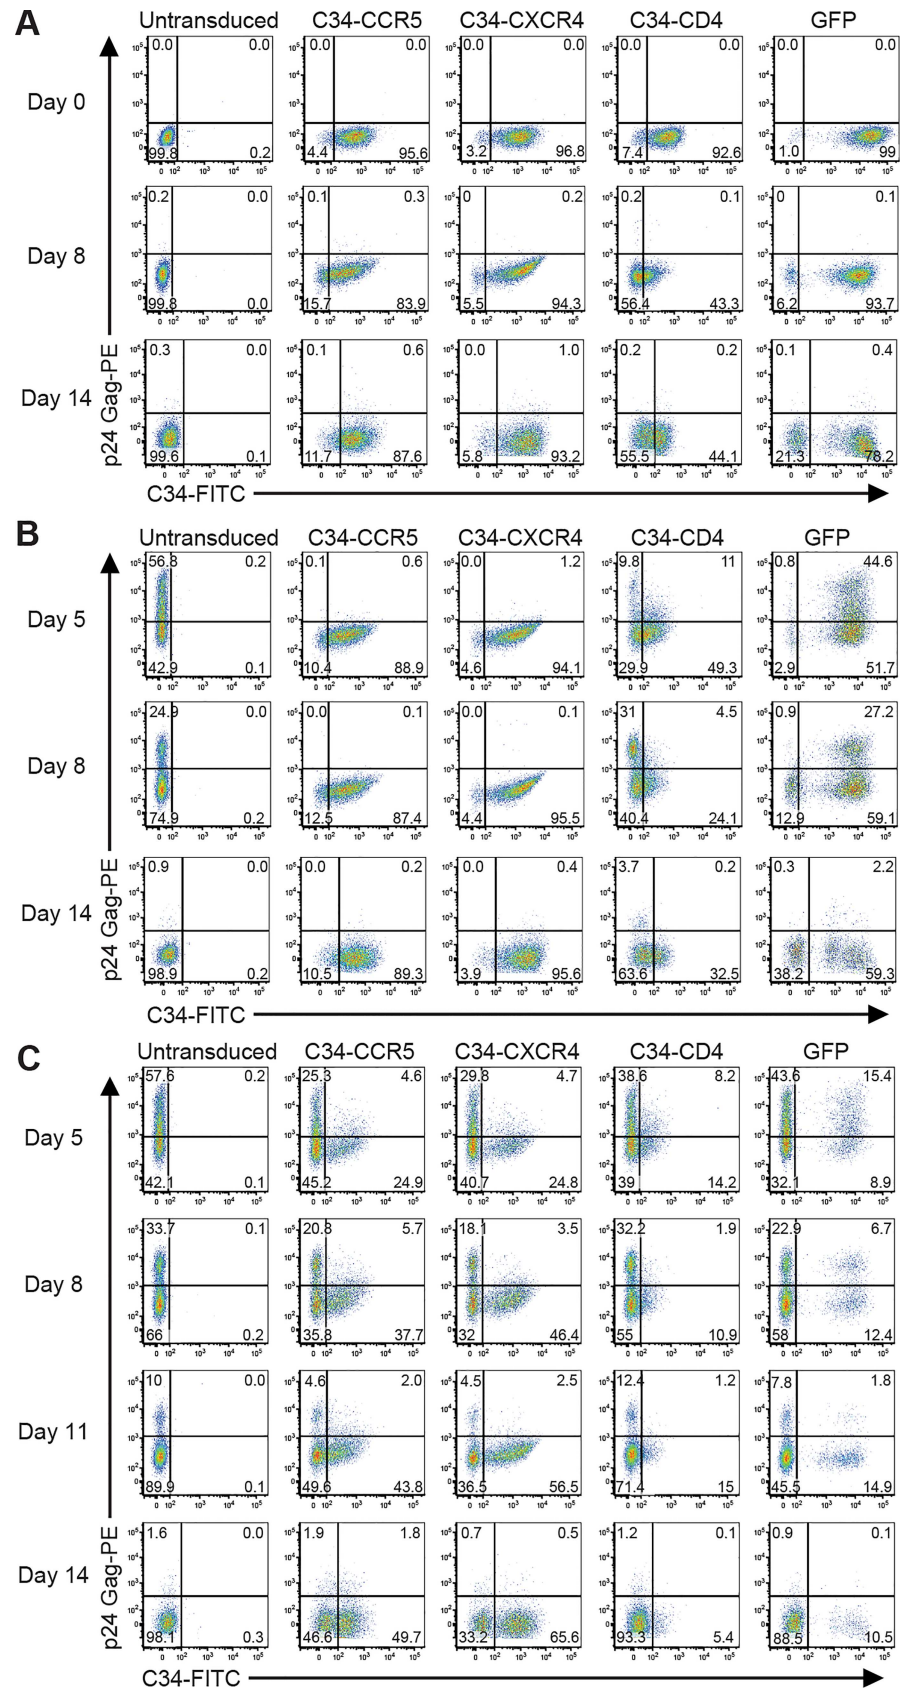 A
Untransduced C34-CCR5 C34-CXCR4 C34-CD4 GFP
Day 0
0.0 0.0 0.0 0.0 0.0 0.0 0.0 0.0 0.0 0.0
99.8 0.2 4.4 95.6 3.2 96.8 7.4 92.6 1.0 99
Day 8
0.2 0.0 0.1 0.3 0 0.2 0.2 0.1 0 0.1
99.8 0.0 15.7 83.9 5.5 94.3 56.4 43.3 6.2 93.7
Day 14
0.3 0.0 0.1 0.6 0.0 1.0 0.2 0.2 0.1 0.4
99.6 0.1 11.7 87.6 5.8 93.2 55.5 44.1 21.3 78.2
p24 Gag-PE
C34-FITC
B
Untransduced C34-CCR5 C34-CXCR4 C34-CD4 GFP
Day 5
56.8 0.2 0.1 0.6 0.0 1.2 9.8 11 0.8 44.6
42.9 0.1 10.4 88.9 4.6 94.1 29.9 49.3 2.9 51.7
Day 8
24.9 0.0 0.0 0.1 0.0 0.1 31 4.5 0.9 27.2
74.9 0.2 12.5 87.4 4.4 95.5 40.4 24.1 12.9 59.1
Day 14
0.9 0.0 0.0 0.2 0.0 0.4 3.7 0.2 0.3 2.2
98.9 0.2 10.5 89.3 3.9 95.6 63.6 32.5 38.2 59.3
p24 Gag-PE
C34-FITC
C
Untransduced C34-CCR5 C34-CXCR4 C34-CD4 GFP
Day 5
57.6 0.2 25.3 4.6 29.8 4.7 38.6 8.2 43.6 15.4
42.1 0.1 45.2 24.9 40.7 24.8 39 14.2 32.1 8.9
Day 8
33.7 0.1 20.8 5.7 18.1 3.5 32.2 1.9 22.9 6.7
66 0.2 35.8 37.7 32 46.4 55 10.9 58 12.4
Day 11
10 0.0 4.6 2.0 4.5 2.5 12.4 1.2 7.8 1.8
89.9 0.1 49.6 43.8 36.5 56.5 71.4 15 45.5 14.9
Day 14
1.6 0.0 1.9 1.8 0.7 0.5 1.2 0.1 0.9 0.1
98.1 0.3 46.6 49.7 33.2 65.6 93.3 5.4 88.5 10.5
p24 Gag-PE
C34-FITC